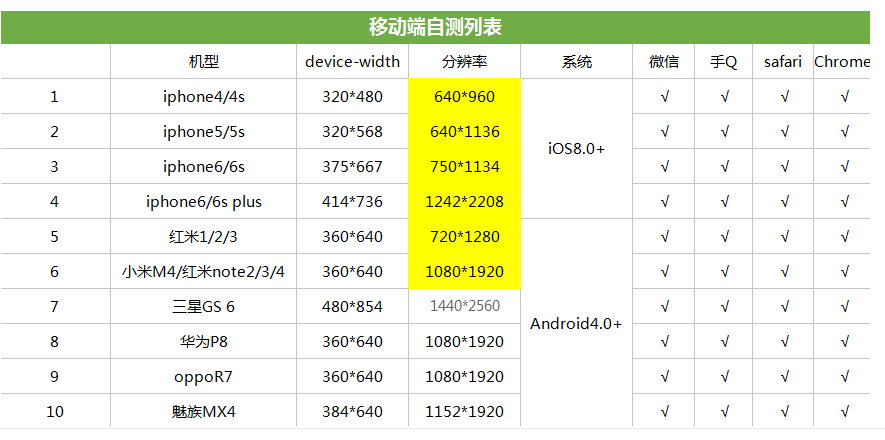 移动端自测列表
机型 device-width 分辨率 系统 微信 手Q safari Chrome
1 iphone4/4s 320*480 640*960 √ √ √ √
2 iphone5/5s 320*568 640*1136 √ √ √ √
iOS8.0+
3 iphone6/6s 375*667 750*1134 √ √ √ √
4 iphone6/6s plus 414*736 1242*2208 √ √ √ √
5 红米1/2/3 360*640 720*1280 √ √ √ √
6 小米M4/红米note2/3/4 360*640 1080*1920 √ √ √ √
7 三星GS 6 480*854 1440*2560 √ √ √ √
Android4.0+
8 华为P8 360*640 1080*1920 √ √ √ √
9 oppoR7 360*640 1080*1920 √ √ √ √
10 魅族MX4 384*640 1152*1920 √ √ √ √